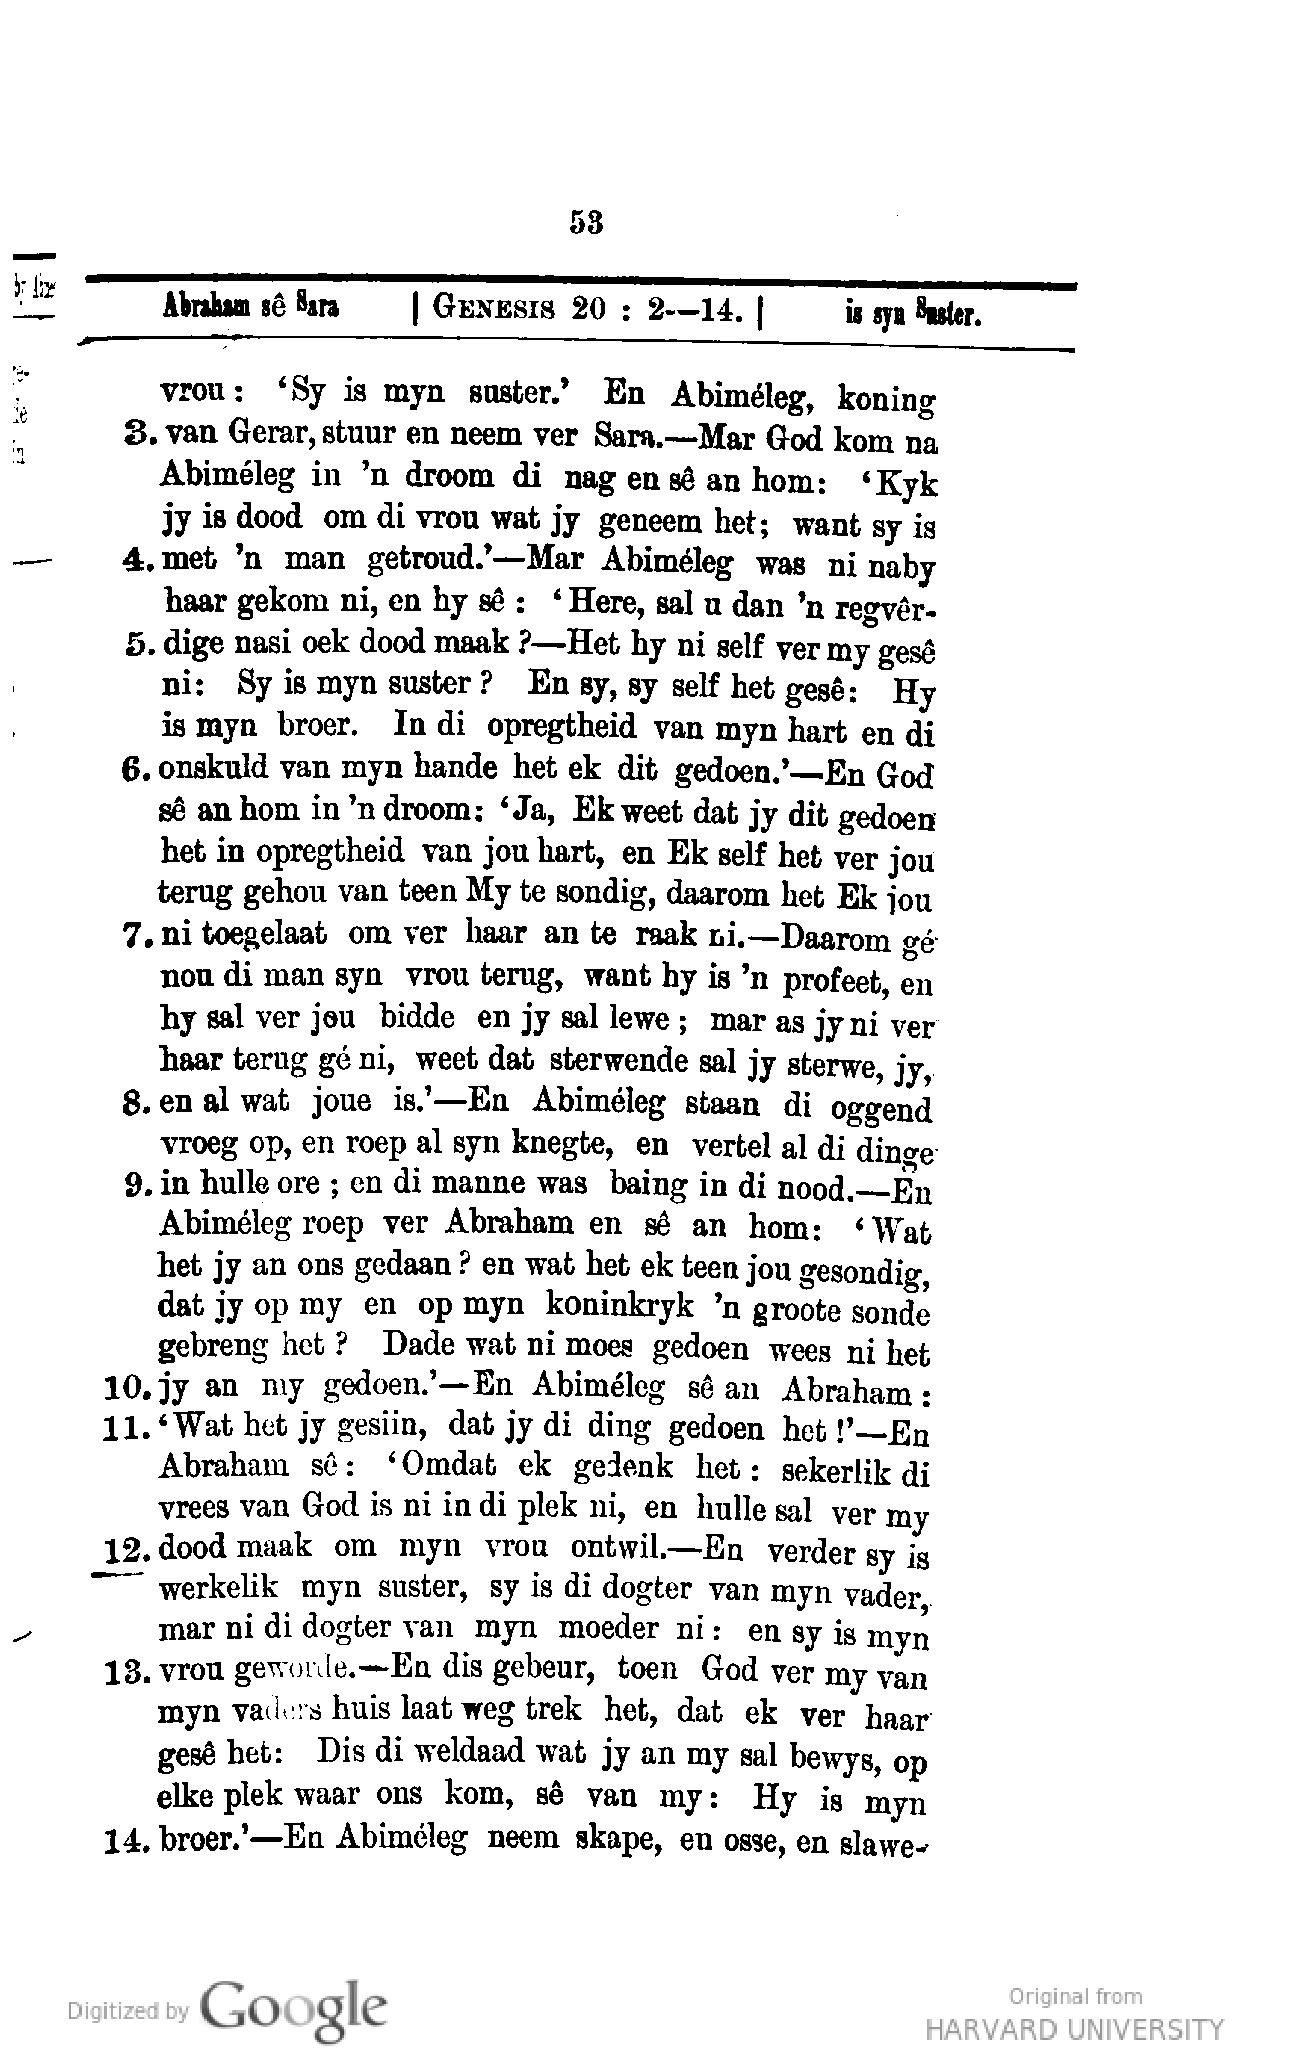 53
Abraham sê Sara | GENESIS 20 : 2--14. | is syn Suster.
vrou : ‘Sy is myn suster.’ En Abiméleg, koning
3. van Gerar, stuur en neem ver Sara.—Mar God kom na
Abiméleg in ’n droom di nag en sê an hom: ‘Kyk
jy is dood om di vrou wat jy geneem het; want sy is
4. met ’n man getroud.’—Mar Abiméleg was ni naby
haar gekom ni, en hy sê : ‘Here, sal u dan ’n regvêr-
5. dige nasi oek dood maak ?—Het hy ni self ver my gesê
ni: Sy is myn suster ? En sy, sy self het gesê: Hy
is myn broer. In di opregtheid van myn hart en di
6. onskuld van myn hande het ek dit gedoen.’—En God
sê an hom in ’n droom: ‘Ja, Ek weet dat jy dit gedoen
het in opregtheid van jou hart, en Ek self het ver jou
terug gehou van teen My te sondig, daarom het Ek jou
7. ni toegelaat om ver haar an te raak ni.—Daarom gé
nou di man syn vrou terug, want hy is ’n profeet, en
hy sal ver jou bidde en jy sal lewe ; mar as jy ni ver
haar terug gé ni, weet dat sterwende sal jy sterwe, jy,
8. en al wat joue is.’—En Abiméleg staan di oggend
vroeg op, en roep al syn knegte, en vertel al di dinge
9. in hulle ore ; en di manne was baing in di nood.—En
Abiméleg roep ver Abraham en sê an hom: ‘Wat
het jy an ons gedaan ? en wat het ek teen jou gesondig,
dat jy op my en op myn koninkryk ’n groote sonde
gebreng het ? Dade wat ni moes gedoen wees ni het
10. jy an my gedoen.’—En Abiméleg sê an Abraham :
11. ‘Wat het jy gesiin, dat jy di ding gedoen het !’—En
Abraham sê : ‘Omdat ek gedenk het : sekerlik di
vrees van God is ni in di plek ni, en hulle sal ver my
12. dood maak om myn vrou ontwil.—En verder sy is
werkelik myn suster, sy is di dogter van myn vader,
mar ni di dogter van myn moeder ni : en sy is myn
13. vrou geworde.—En dis gebeur, toen God ver my van
myn vaders huis laat weg trek het, dat ek ver haar
gesê het: Dis di weldaad wat jy an my sal bewys, op
elke plek waar ons kom, sê van my : Hy is myn
14. broer.’—En Abiméleg neem skape, en osse, en slawe-
Digitized by Google
Original from
HARVARD UNIVERSITY